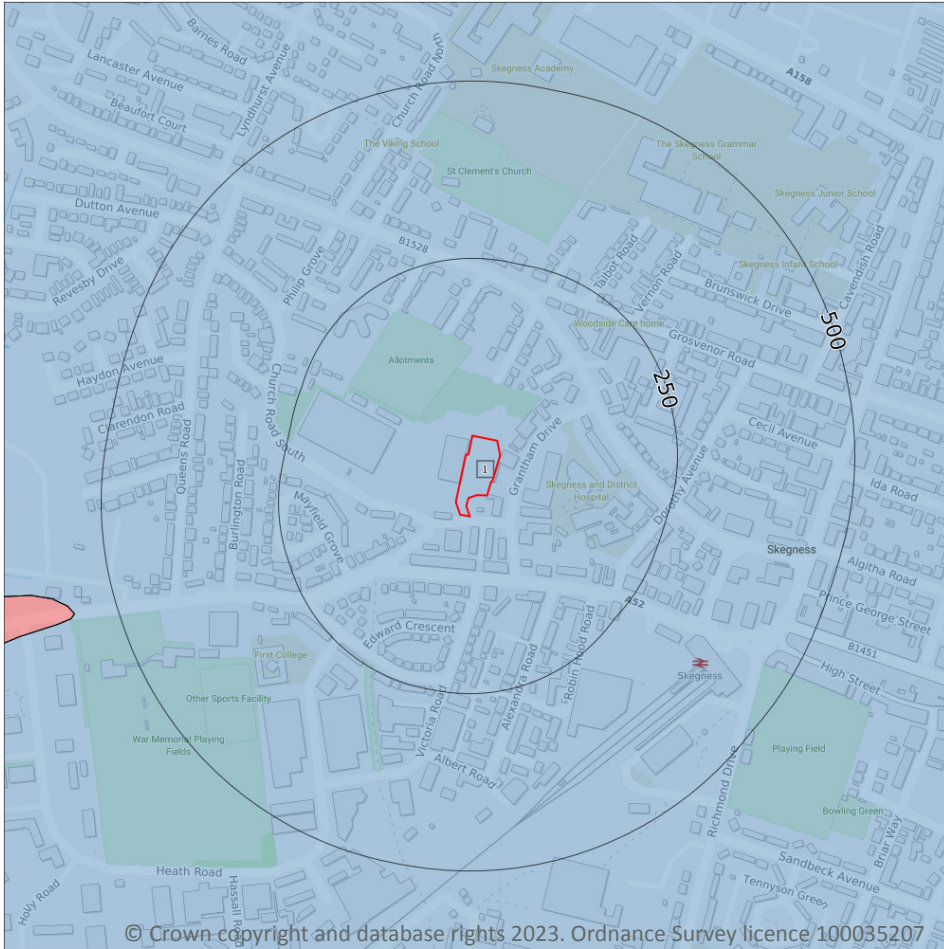 Barnes Road
Lancaster Avenue
Beaufort Court
Lyndhurst Avenue
Church Road North
Skegness Academy
A158
The Viking School
St Clement's Church
The Skegness Grammar
School
Skegness Junior School
Dutton Avenue
B1528
Talbot Road
Cavendish Road
Revesby Drive
Philip Grove
Vernon Road
Skegness Infant School
Brunswick Drive
500
Woodside Care home
Grosvenor Road
Haydon Avenue
Allotments
Church Road South
250
Clarendon Road
Queens Road
Cecil Avenue
Grantham Drive
1
Burlington Road
Mayfield Grove
Skegness and District
Hospital
Dorothy Avenue
Ida Road
Skegness
Algitha Road
A52
Prince George Street
Edward Crescent
Robin Hood Road
B1451
First College
Alexandra Road
Skegness
High Street
Other Sports Facility
Victoria Road
War Memorial Playing
Fields
Playing Field
Albert Road
Richmond Drive
Bowling Green
Briar Way
Heath Road
Sandbeck Avenue
Holly Road
Hassall Road
Tennyson Green
© Crown copyright and database rights 2023. Ordnance Survey licence 100035207